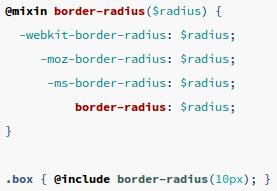 @mixin border-radius($radius) {
-webkit-border-radius: $radius;
-moz-border-radius: $radius;
-ms-border-radius: $radius;
border-radius: $radius;
}
.box { @include border-radius(10px); }